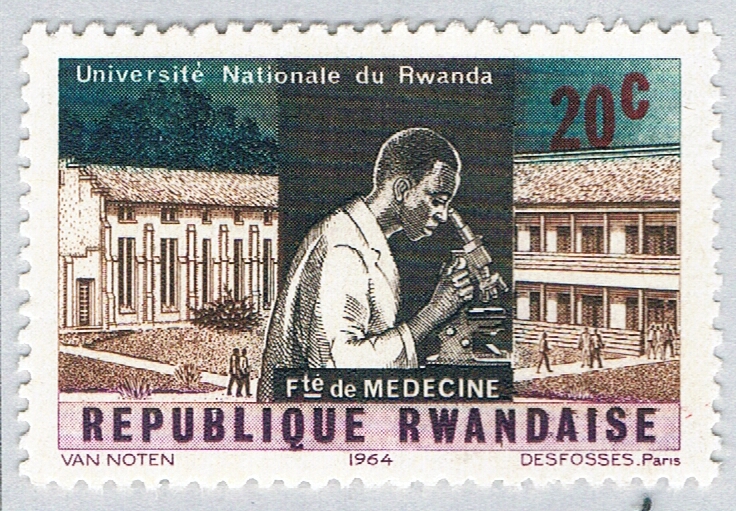 Université Nationale du Rwanda
20c
Fté de MEDECINE
REPUBLIQUE RWANDAISE
VAN NOTEN 1964 DESFOSSES.Paris